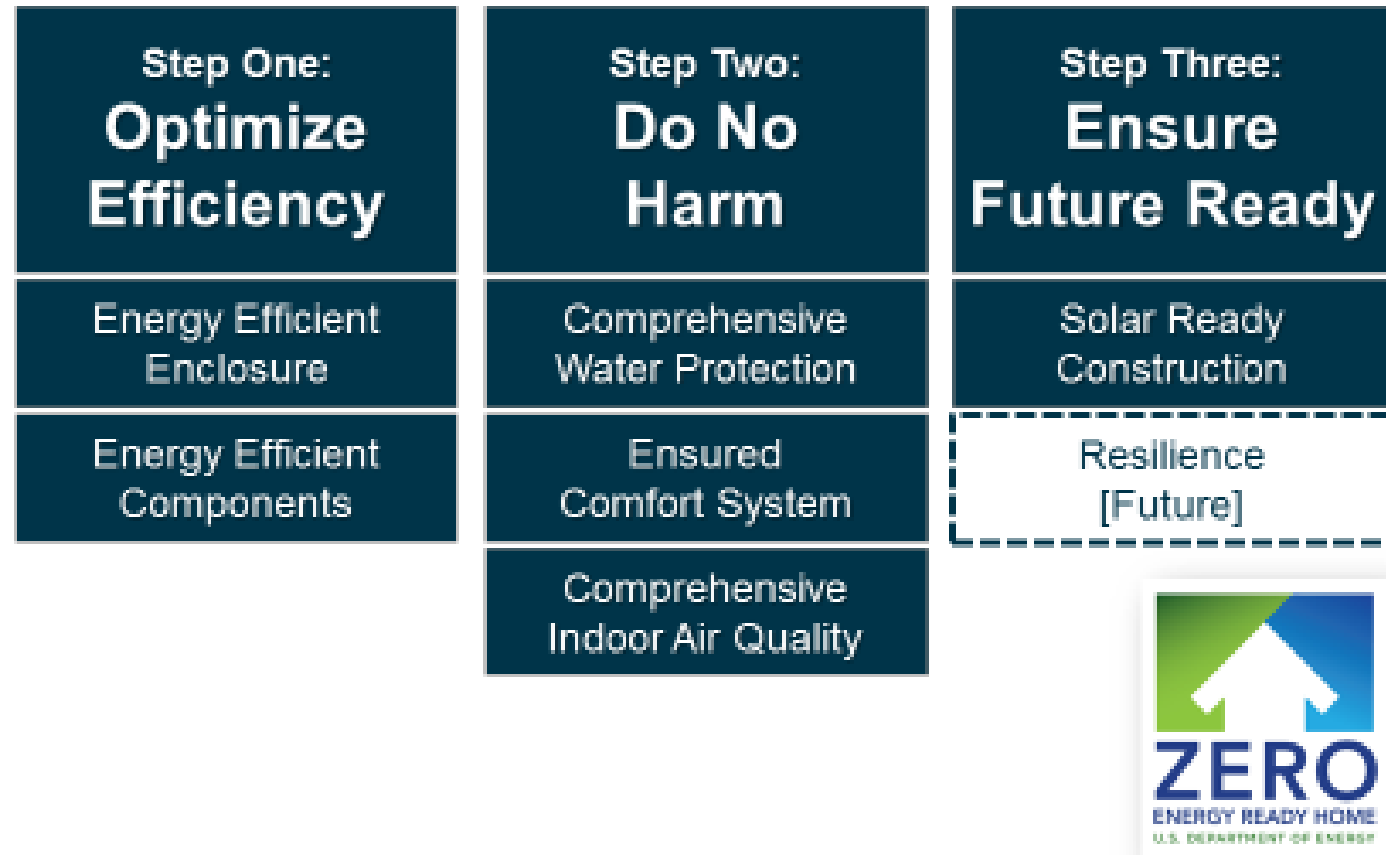 Step One:
Optimize
Efficiency
Energy Efficient
Enclosure
Energy Efficient
Components
Step Two:
Do No
Harm
Comprehensive
Water Protection
Ensured
Comfort System
Comprehensive
Indoor Air Quality
Step Three:
Ensure
Future Ready
Solar Ready
Construction
Resilience
[Future]
ZERO
ENERGY READY HOME
U.S. DEPARTMENT OF ENERGY